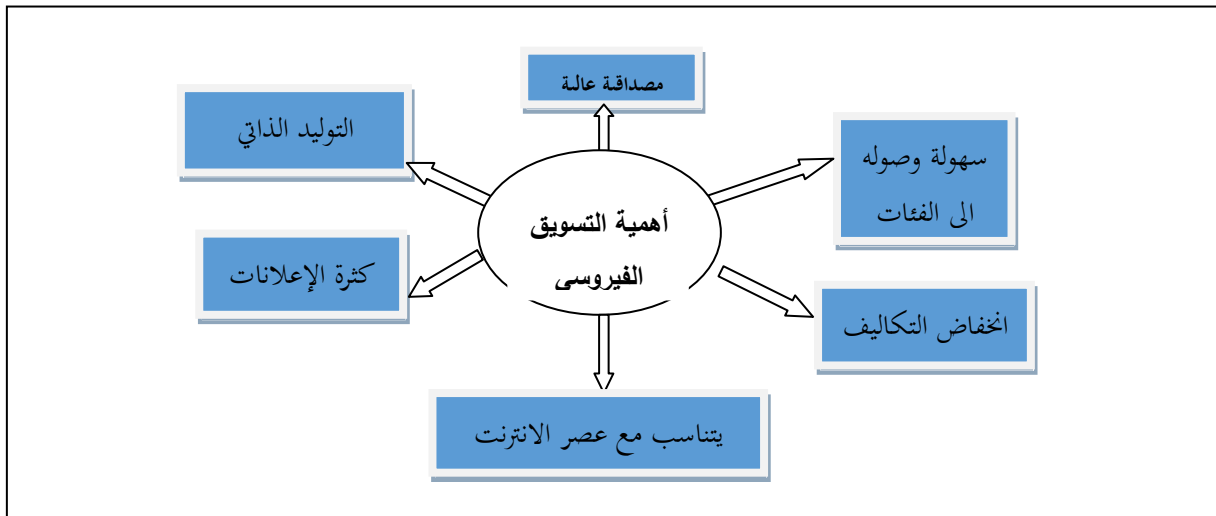 مصداقة عالة
التوليد الذاتي
سهولة وصوله
الى الفئات
أهمية التسويق
الفيروسى
كثرة الإعلانات
انخفاض التكاليف
يتناسب مع عصر الانترنت